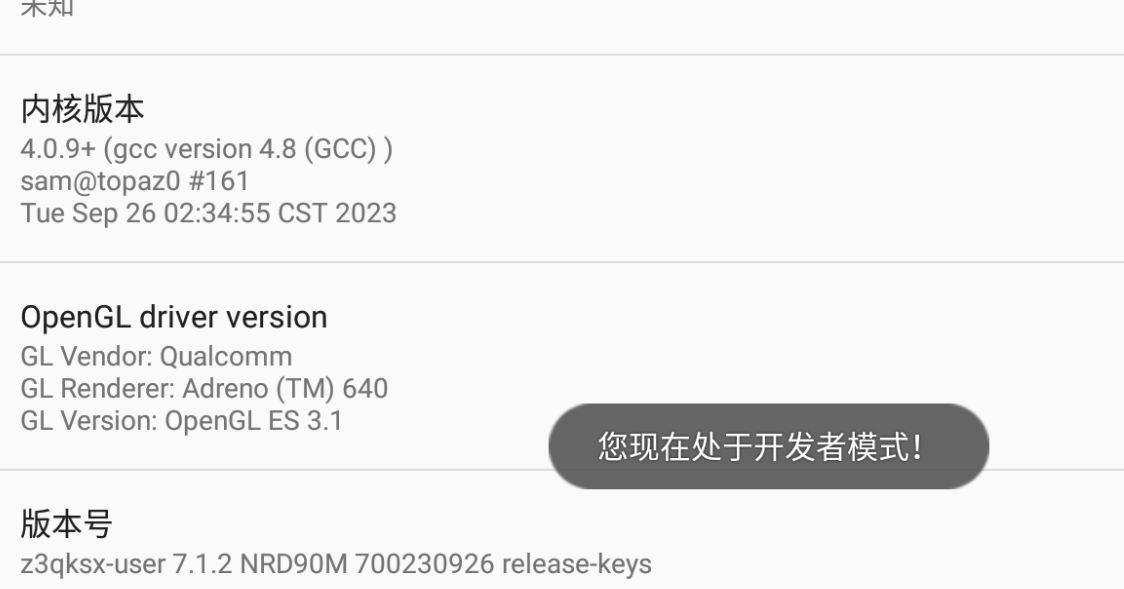 未知
内核版本
4.0.9+ (gcc version 4.8 (GCC) )
sam@topaz0 #161
Tue Sep 26 02:34:55 CST 2023
OpenGL driver version
GL Vendor: Qualcomm
GL Renderer: Adreno (TM) 640
GL Version: OpenGL ES 3.1
您现在处于开发者模式！
版本号
z3qksx-user 7.1.2 NRD90M 700230926 release-keys